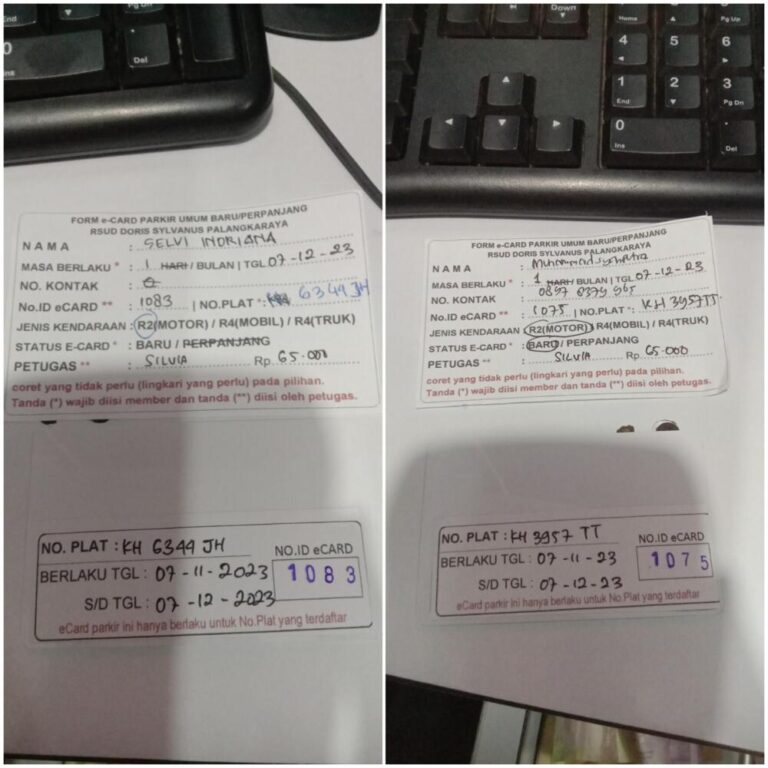 0
Ins
Del
FORM e-CARD PARKIR UMUM BARU/PERPANJANG
RSUD DORIS SYLVANUS PALANGKARAYA
NAMA : SELVI INDRIANA
MASA BERLAKU * : 1 HARI / BULAN | TGL 07-12-23
NO. KONTAK :
No.ID eCARD ** : 1083 | NO.PLAT * : 6349 JH
JENIS KENDARAAN : R2(MOTOR) / R4(MOBIL) / R4(TRUK)
STATUS E-CARD * : BARU / PERPANJANG
PETUGAS ** : SILVIA Rp. 65.000
coret yang tidak perlu (lingkari yang perlu) pada pilihan.
Tanda (*) wajib diisi member dan tanda (**) diisi oleh petugas.
NO. PLAT : KH 6349 JH
NO.ID eCARD
BERLAKU TGL : 07-11-2023
1083
S/D TGL : 07-12-2023
eCard parkir ini hanya berlaku untuk No.Plat yang terdaftar
Down
Home
PgUp
4
5
6
1
End
2
3
Pg Dn
0
Ins
.
Del
FORM e-CARD PARKIR UMUM BARU/PERPANJANG
RSUD DORIS SYLVANUS PALANGKARAYA
NAMA : Muhammad
MASA BERLAKU * : 1 HARI / BULAN | TGL 07-12-23
NO. KONTAK : 0897 8379 965
No.ID eCARD ** : 1075 | NO.PLAT * : KH 3957 TT
JENIS KENDARAAN : R2(MOTOR) / R4(MOBIL) / R4(TRUK)
STATUS E-CARD * : BARU / PERPANJANG
PETUGAS ** : SILVIA Rp. 65.000
coret yang tidak perlu (lingkari yang perlu) pada pilihan.
Tanda (*) wajib diisi member dan tanda (**) diisi oleh petugas.
NO. PLAT : KH 3957 TT
NO.ID eCARD
BERLAKU TGL : 07-11-23
1075
S/D TGL : 07-12-23
eCard parkir ini hanya berlaku untuk No.Plat yang terdaftar